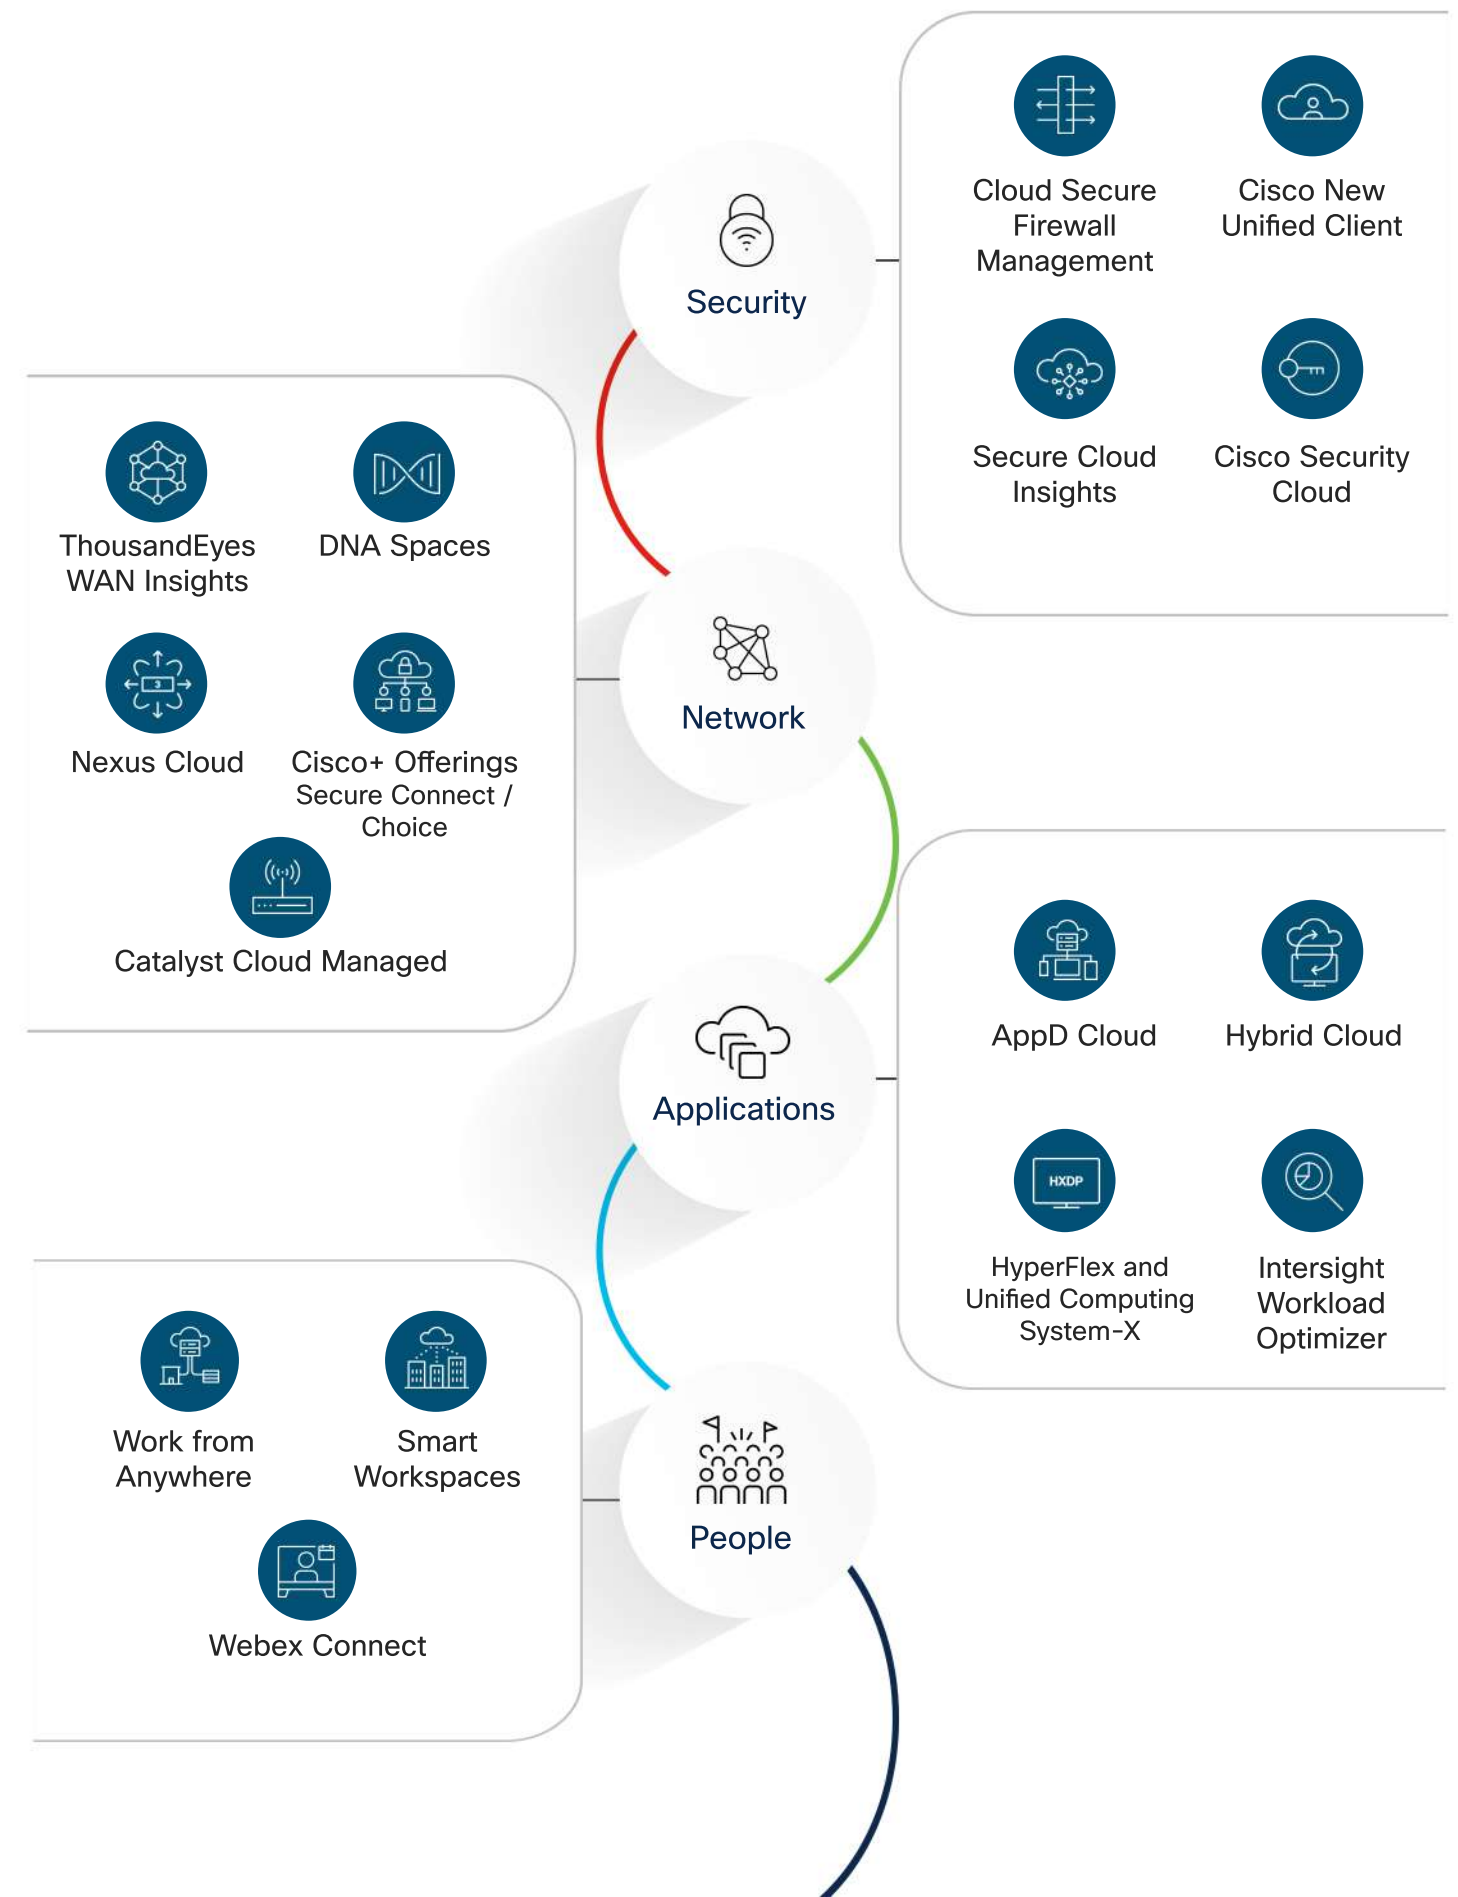 Security
Cloud Secure
Firewall
Management
Cisco New
Unified Client
Secure Cloud
Insights
Cisco Security
Cloud
Network
ThousandEyes
WAN Insights
DNA Spaces
3
Nexus Cloud
Cisco+ Offerings
Secure Connect /
Choice
Catalyst Cloud Managed
Applications
AppD Cloud
Hybrid Cloud
HXDP
HyperFlex and
Unified Computing
System-X
Intersight
Workload
Optimizer
People
Work from
Anywhere
Smart
Workspaces
Webex Connect